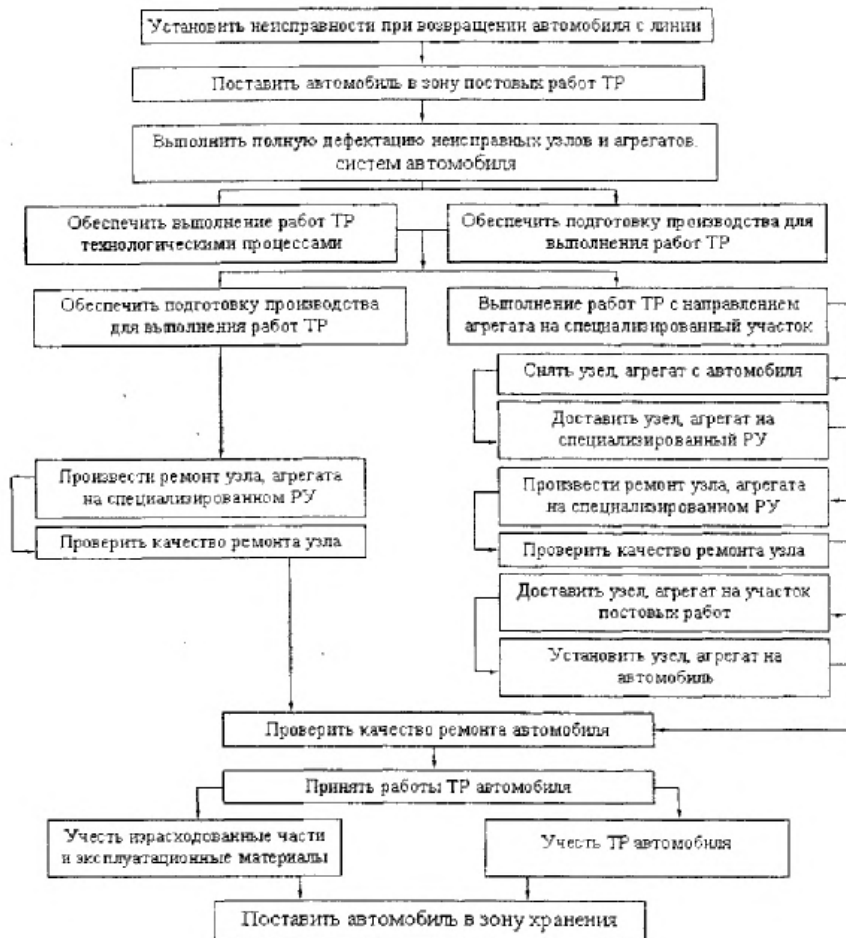 Установить неисправности при возвращении автомобиля с линии
Поставить автомобиль в зону постовых работ ТР
Выполнить полную дефектацию неисправных узлов и агрегатов.
систем автомобиля
Обеспечить выполнение работ ТР
технологическими процессами
Обеспечить подготовку производства для
выполнения работ ТР
Обеспечить подготовку производства
для выполнения работ ТР
Выполнение работ ТР с направлением
агрегата на специализированный участок
Снять узел, агрегат с автомобиля
Доставить узел, агрегат на
специализированный РУ
Произвести ремонт узла, агрегата
на специализированном РУ
Проверить качество ремонта узла
Произвести ремонт узла, агрегата
на специализированном РУ
Проверить качество ремонта узла
Доставить узел, агрегат на участок
постовых работ
Установить узел, агрегат на
автомобиль
Проверить качество ремонта автомобиля
Принять работы ТР автомобиля
Учесть израсходованные части
и эксплуатационные материалы
Учесть ТР автомобиля
Поставить автомобиль в зону хранения